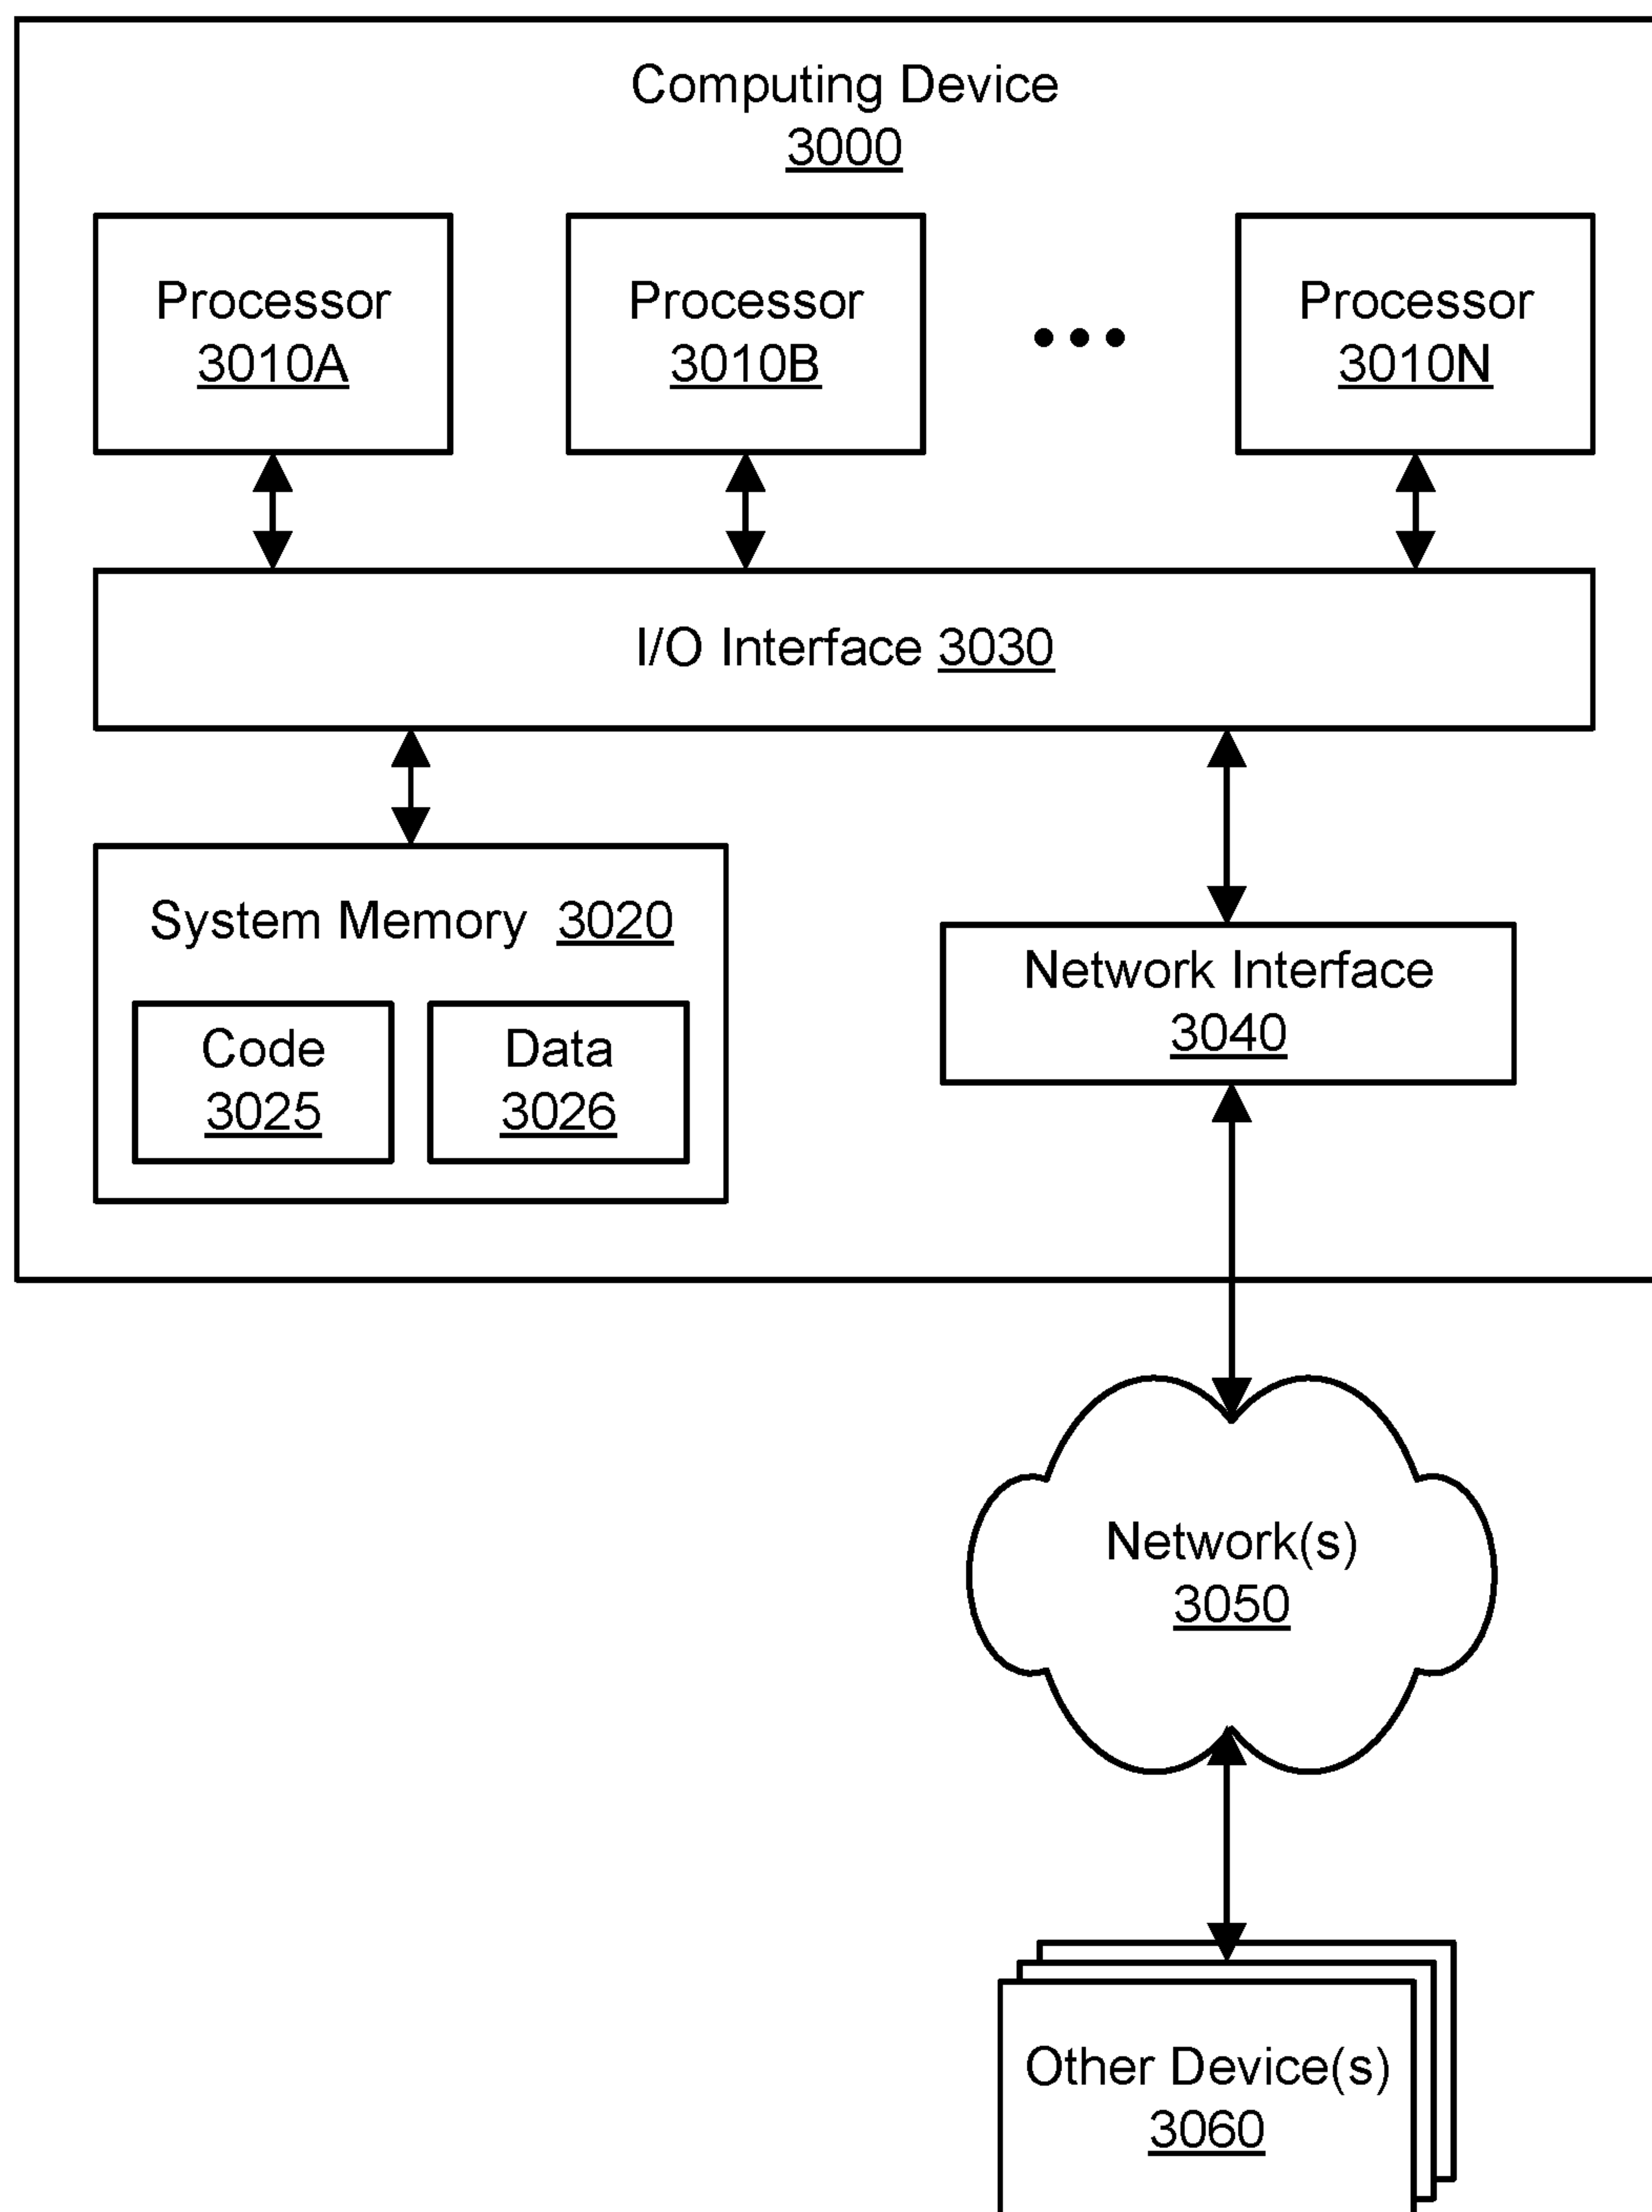 Computing Device
3000
Processor
3010A
Processor
3010B
Processor
3010N
I/O Interface 3030
System Memory 3020
Code
3025
Data
3026
Network Interface
3040
Network(s)
3050
Other Device(s)
3060